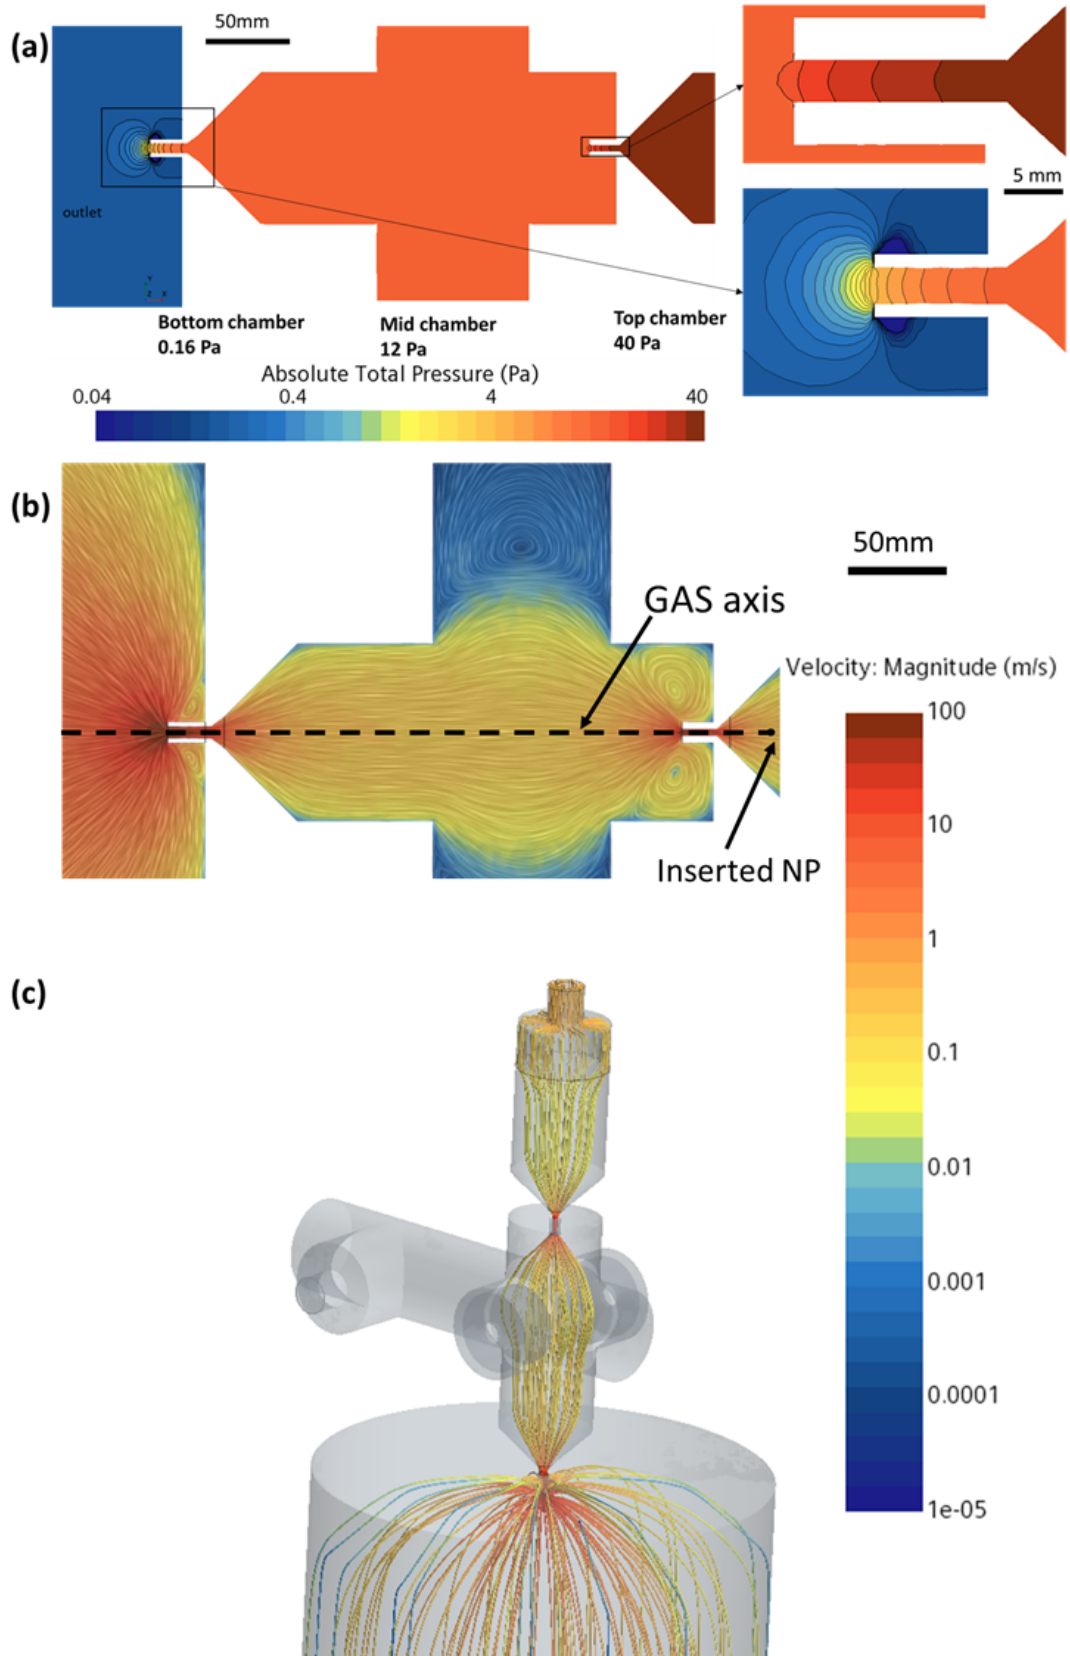 (a)
50mm
5 mm
outlet
Y
Z X
Bottom chamber
0.16 Pa
Mid chamber
12 Pa
Top chamber
40 Pa
Absolute Total Pressure (Pa)
0.04 0.4 4 40
(b)
50mm
GAS axis
Inserted NP
Velocity: Magnitude (m/s)
100
10
1
0.1
0.01
0.001
0.0001
1e-05
(c)